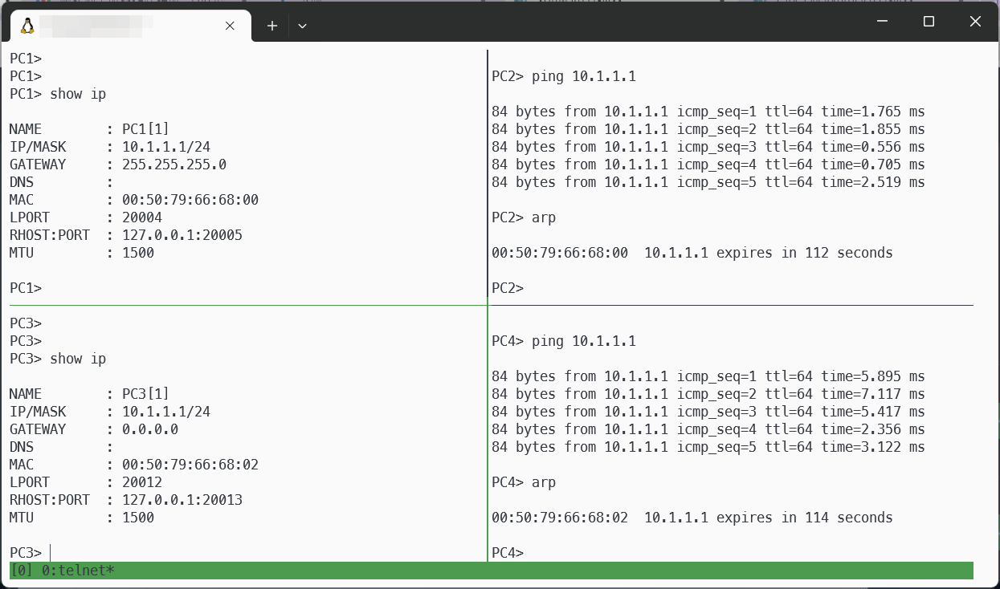 PC1>
PC1>
PC1> show ip
NAME : PC1[1]
IP/MASK : 10.1.1.1/24
GATEWAY : 255.255.255.0
DNS :
MAC : 00:50:79:66:68:00
LPORT : 20004
RHOST:PORT : 127.0.0.1:20005
MTU : 1500
PC1>
PC2> ping 10.1.1.1
84 bytes from 10.1.1.1 icmp_seq=1 ttl=64 time=1.765 ms
84 bytes from 10.1.1.1 icmp_seq=2 ttl=64 time=1.855 ms
84 bytes from 10.1.1.1 icmp_seq=3 ttl=64 time=0.556 ms
84 bytes from 10.1.1.1 icmp_seq=4 ttl=64 time=0.705 ms
84 bytes from 10.1.1.1 icmp_seq=5 ttl=64 time=2.519 ms
PC2> arp
00:50:79:66:68:00 10.1.1.1 expires in 112 seconds
PC2>
PC3>
PC3>
PC3> show ip
NAME : PC3[1]
IP/MASK : 10.1.1.1/24
GATEWAY : 0.0.0.0
DNS :
MAC : 00:50:79:66:68:02
LPORT : 20012
RHOST:PORT : 127.0.0.1:20013
MTU : 1500
PC3>
PC4> ping 10.1.1.1
84 bytes from 10.1.1.1 icmp_seq=1 ttl=64 time=5.895 ms
84 bytes from 10.1.1.1 icmp_seq=2 ttl=64 time=7.117 ms
84 bytes from 10.1.1.1 icmp_seq=3 ttl=64 time=5.417 ms
84 bytes from 10.1.1.1 icmp_seq=4 ttl=64 time=2.356 ms
84 bytes from 10.1.1.1 icmp_seq=5 ttl=64 time=3.122 ms
PC4> arp
00:50:79:66:68:02 10.1.1.1 expires in 114 seconds
PC4>
[0] 0:telnet*